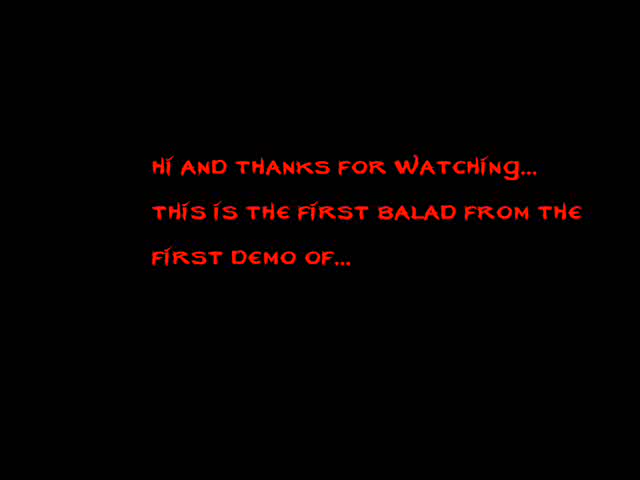 Hi and thanks for watching...
This is the first balad from the
first demo of...